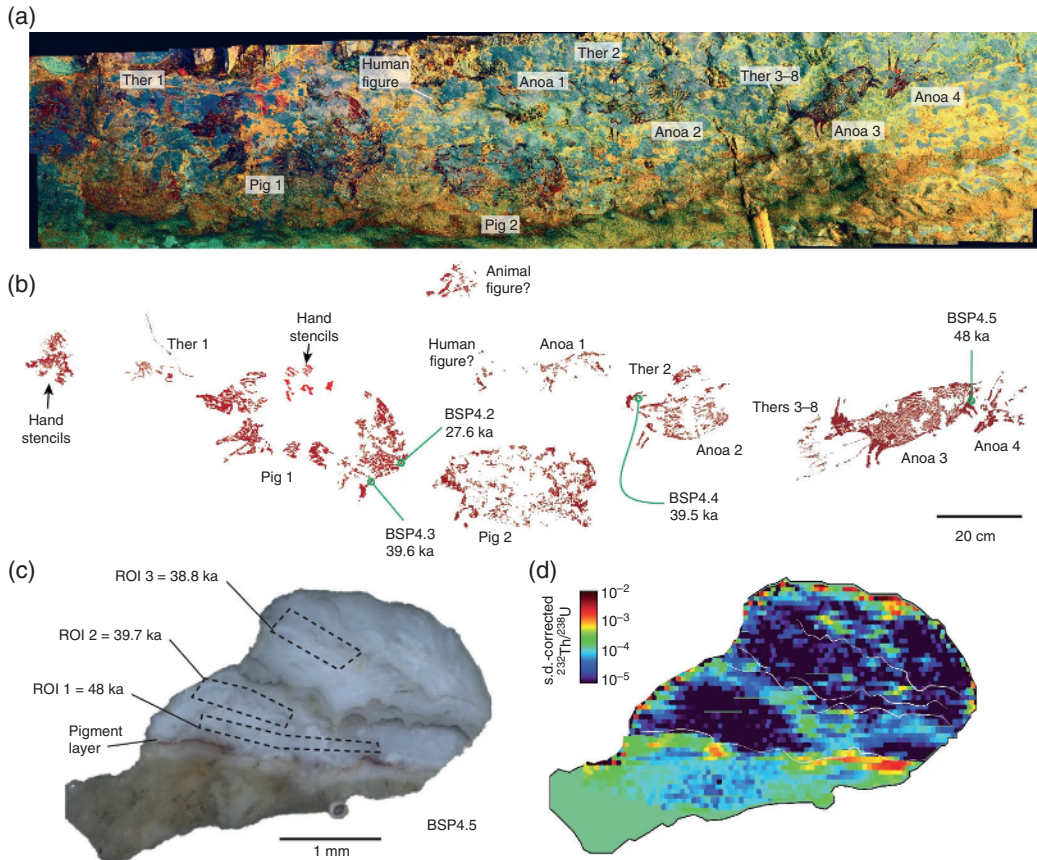 (a)
Ther 1
Human
figure
Anoa 1
Ther 2
Ther 3–8
Anoa 4
Anoa 2
Anoa 3
Pig 1
Pig 2
(b)
Animal
figure?
Hand
stencils
Ther 1
Hand
stencils
Human
figure?
Anoa 1
Ther 2
BSP4.5
48 ka
BSP4.2
27.6 ka
Thers 3–8
Anoa 4
Anoa 3
Anoa 2
Pig 1
BSP4.3
39.6 ka
Pig 2
BSP4.4
39.5 ka
20 cm
(c)
ROI 3 = 38.8 ka
ROI 2 = 39.7 ka
ROI 1 = 48 ka
Pigment
layer
BSP4.5
1 mm
(d)
s.d.-corrected
²³²Th/²³⁸U
10⁻²
10⁻³
10⁻⁴
10⁻⁵